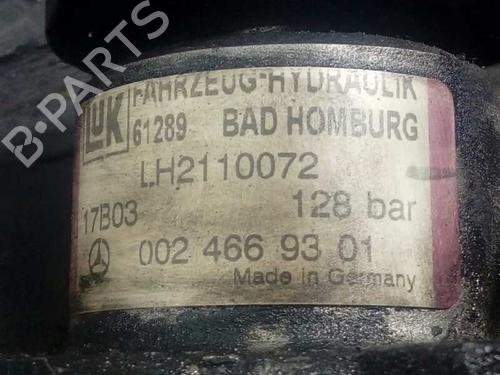 LUK FAHRZEUG-HYDRAULIK
61289 BAD HOMBURG
LH2110072
17B03 128 bar
002 466 93 01
Made in Germany
B-Parts